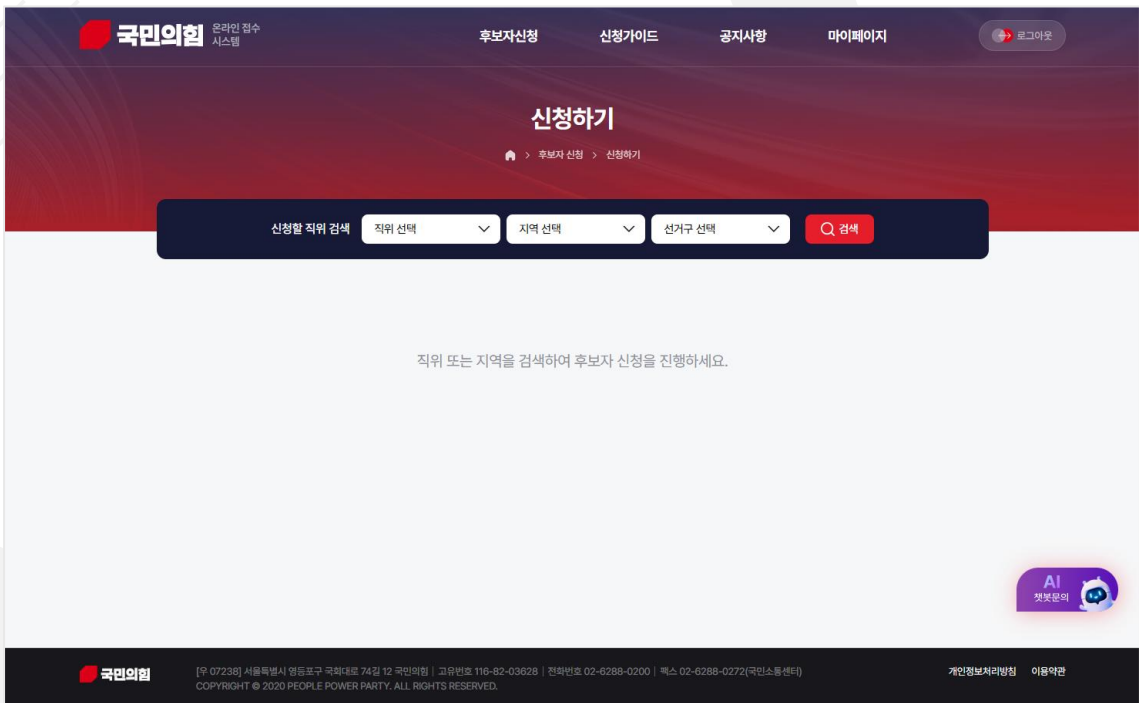 국민의힘 온라인 접수 시스템
후보자신청 신청가이드 공지사항 마이페이지 로그아웃
신청하기
후보자 신청 > 신청하기
신청할 직위 검색 직위 선택 지역 선택 선거구 선택 검색
직위 또는 지역을 검색하여 후보자 신청을 진행하세요.
AI
챗봇문의
국민의힘
[우 07238] 서울특별시 영등포구 국회대로 74길 12 국민의힘 | 고유번호 116-82-03628 | 전화번호 02-6288-0200 | 팩스 02-6288-0272(국민소통센터)
COPYRIGHT © 2020 PEOPLE POWER PARTY. ALL RIGHTS RESERVED.
개인정보처리방침 이용약관